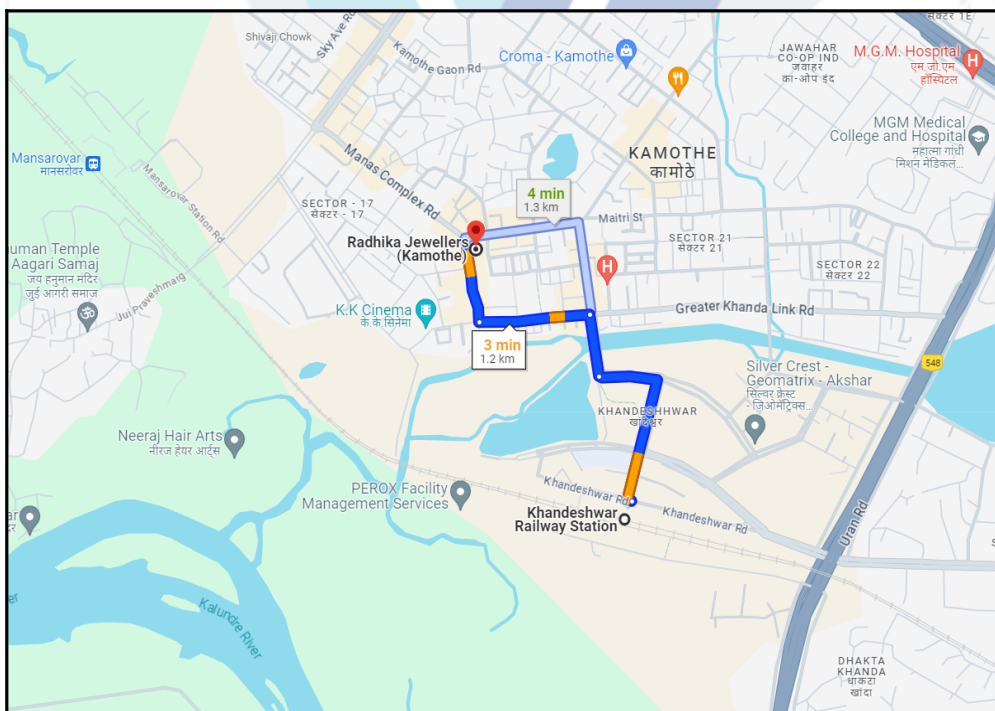 सेक्टर 1E
Shivaji Chowk
Sky Ave Rd
Kamothe Gaon Rd
Croma - Kamothe
JAWAHAR
CO-OP IND
जवाहर
का-ओप इंद
M.G.M. Hospital
एम.जी.एम.
हॉस्पिटल
H
MGM Medical
College and Hospital
महात्मा गांधी
मिशन मेडिकल...
Mansarovar
मानसरोवर
Mansarovar Station Rd
Manas Complex Rd
KAMOTHE
कामोठे
SECTOR - 17
सेक्टर - 17
4 min
1.3 km
Maitri St
Radhika Jewellers
(Kamothe)
SECTOR 21
सेक्टर 21
SECTOR 22
सेक्टर 22
H
uman Temple
Aagari Samaj
जय हनुमान मंदिर
जुई आगरी समाज
Jui Praveshmarg
K.K Cinema
के.के.सिनेमा
Greater Khanda Link Rd
3 min
1.2 km
548
Silver Crest -
Geomatrix - Akshar
सिल्वर क्रेस्ट
- ज़िओमॅट्रिक्स...
KHANDESHHWAR
खांदेश्वर
Neeraj Hair Arts
नीरज हेयर आर्ट्स
PEROX Facility
Management Services
Khandeshwar Rd
Khandeshwar Rd
Khandeshwar
Railway Station
Uran Rd
Kalundre River
DHAKTA
KHANDA
धाकटा
खांदा